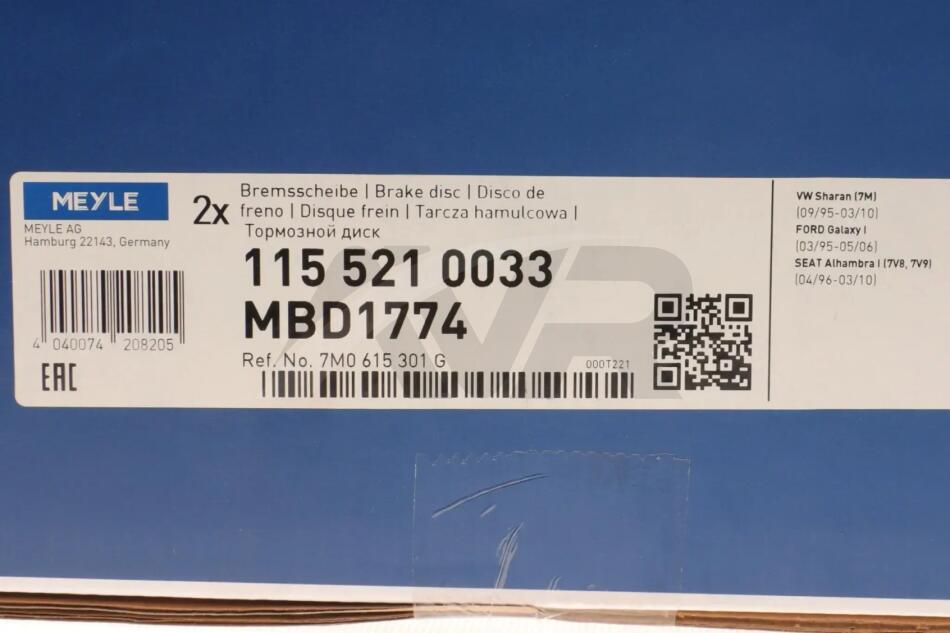 MEYLE
MEYLE AG
Hamburg 22143, Germany
4 040074 208205
EAC
2x
Bremsscheibe | Brake disc | Disco de
freno | Disque frein | Tarcza hamulcowa |
Тормозной диск
115 521 0033
MBD1774
Ref. No. 7M0 615 301 G
000T221
VW Sharan (7M)
(09/95-03/10)
FORD Galaxy I
(03/95-05/06)
SEAT Alhambra I (7V8, 7V9)
(04/96-03/10)